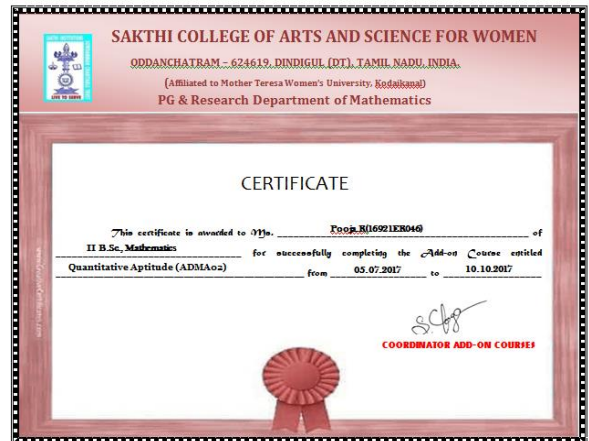 SAKTHI COLLEGE OF ARTS AND SCIENCE FOR WOMEN
ODDANCHATRAM – 624619, DINDIGUL (DT), TAMIL NADU, INDIA.
(Affiliated to Mother Teresa Women's University, Kodaikanal)
PG & Research Department of Mathematics
LIVE TO SERVE
CERTIFICATE
This certificate is awarded to Ms. Pooja R(16921ER046) of
II B.Sc., Mathematics for successfully completing the Add-on Course entitled
Quantitative Aptitude (ADMA02) from 05.07.2017 to 10.10.2017
COORDINATOR ADD-ON COURSES